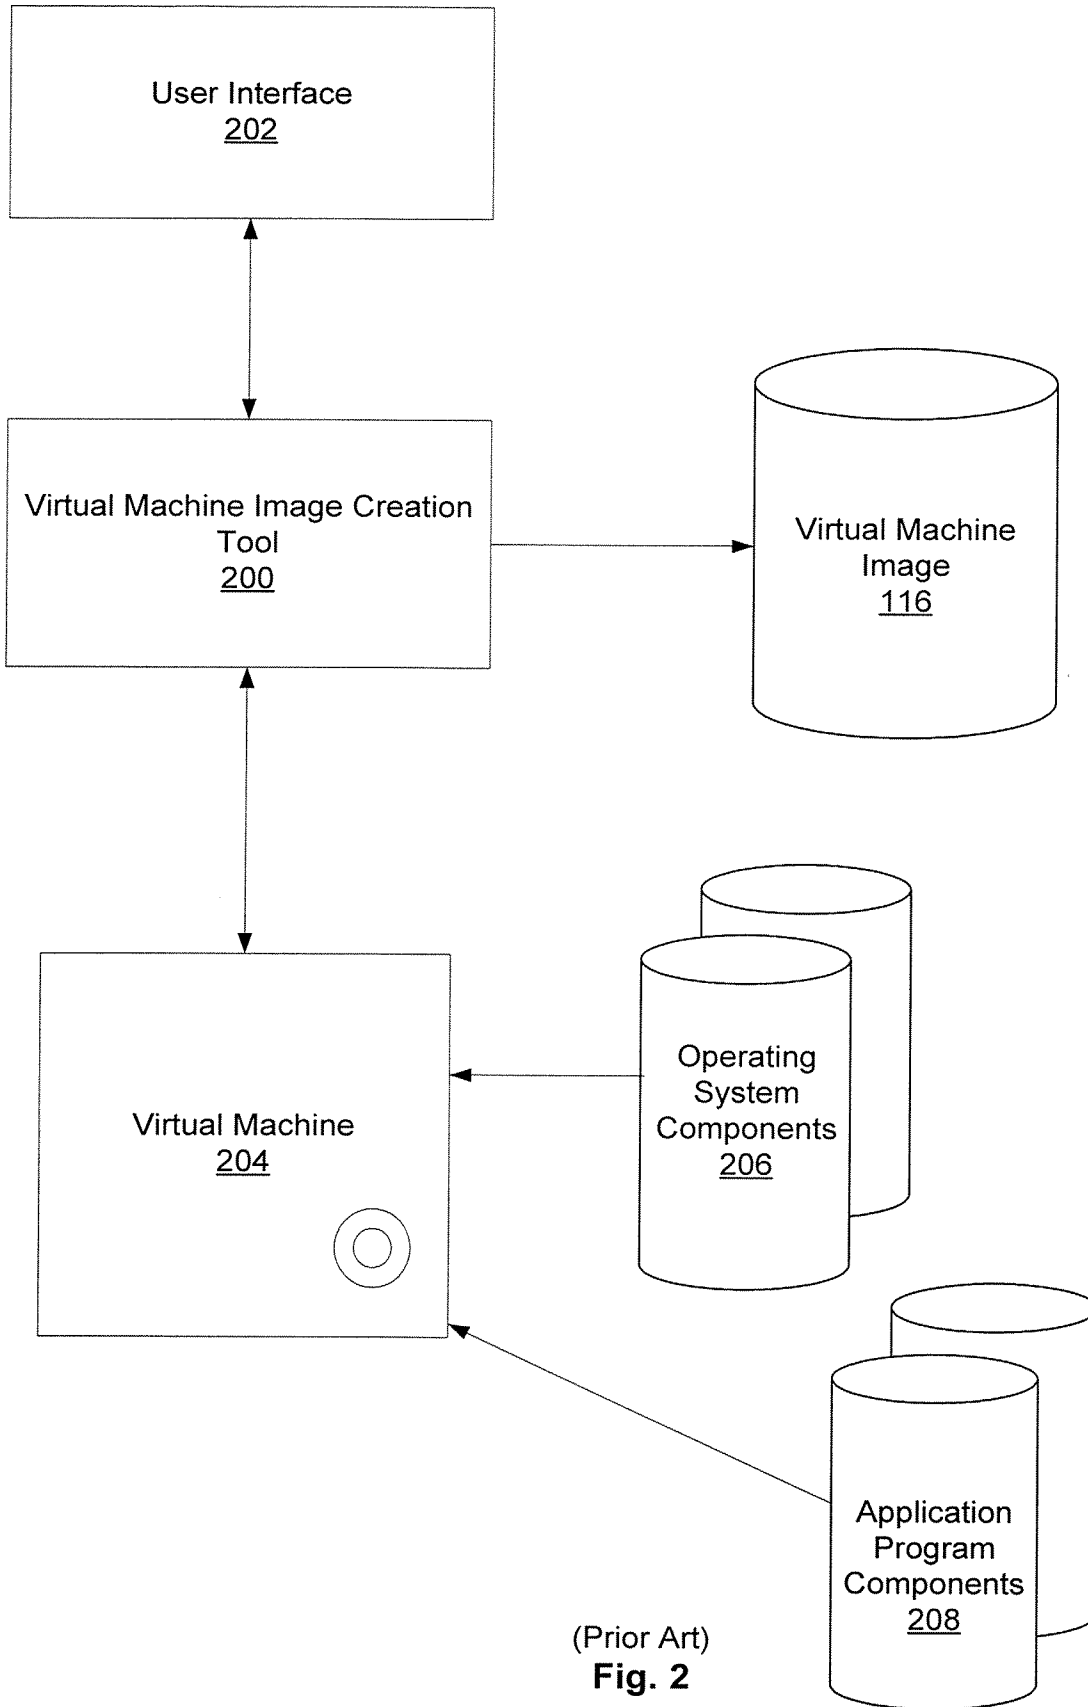 User Interface
202
Virtual Machine Image Creation
Tool
200
Virtual Machine
Image
116
Operating
System
Components
206
Virtual Machine
204
Application
Program
Components
208
(Prior Art)
Fig. 2